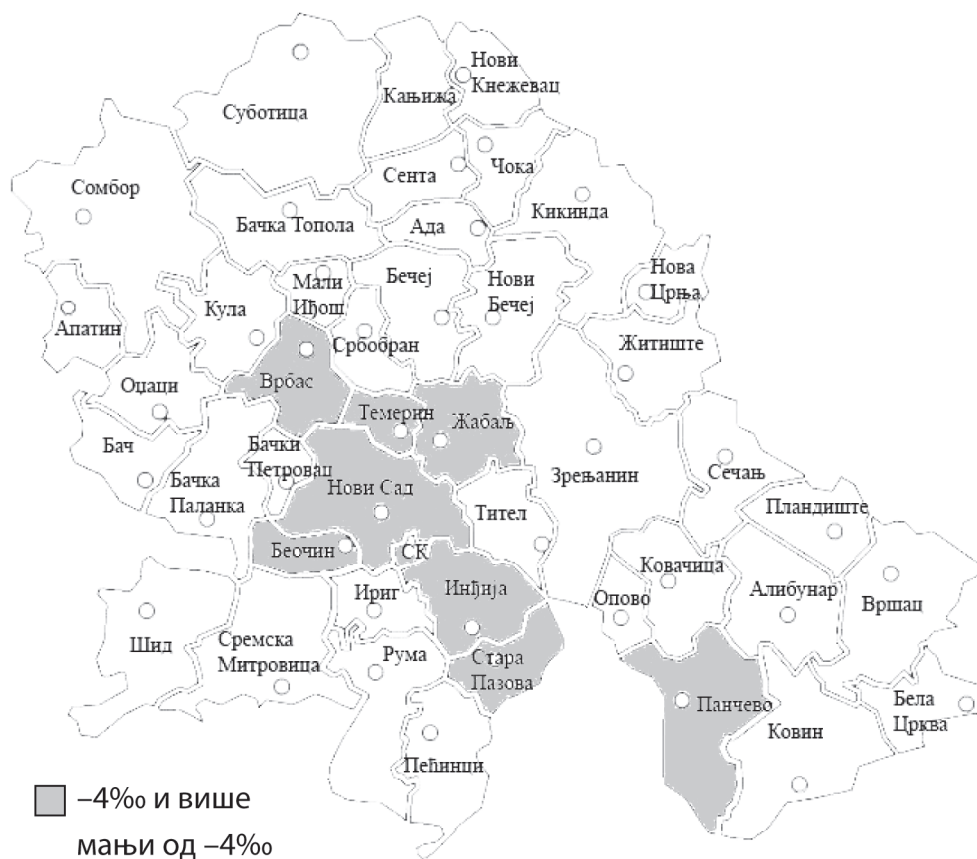 Нови
Кнежевац
Кањижа
Суботица
Чока
Сента
Сомбор
Кикинда
Бачка Топола
Ада
Бечеј
Нови
Бечеј
Нова
Црња
Мали
Иђош
Кула
Апатин
Србобран
Житиште
Врбас
Оџаци
Темерин
Жабаљ
Бач
Бачки
Петровац
Бачка
Паланка
Нови Сад
Зрењанин
Сечањ
Тител
Пландиште
Беочин
СК
Ковачица
Ириг
Инђија
Опово
Алибунар
Вршац
Шид
Сремска
Митровица
Рума
Стара
Пазова
Панчево
Бела
Црква
Ковин
Пећинци
–4‰ и више
мањи од –4‰